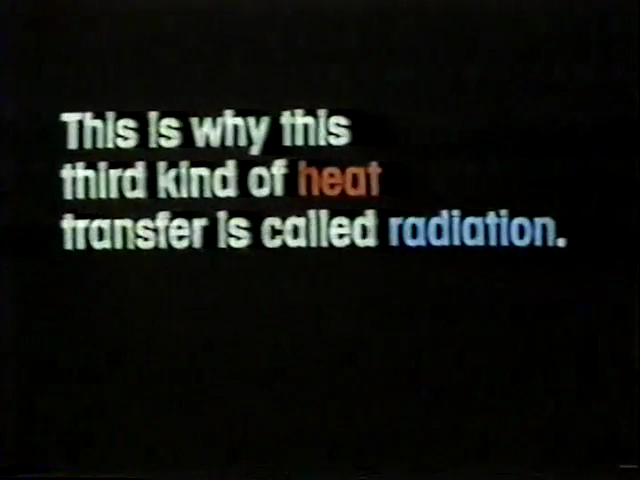 This is why this
third kind of heat
transfer is called radiation.